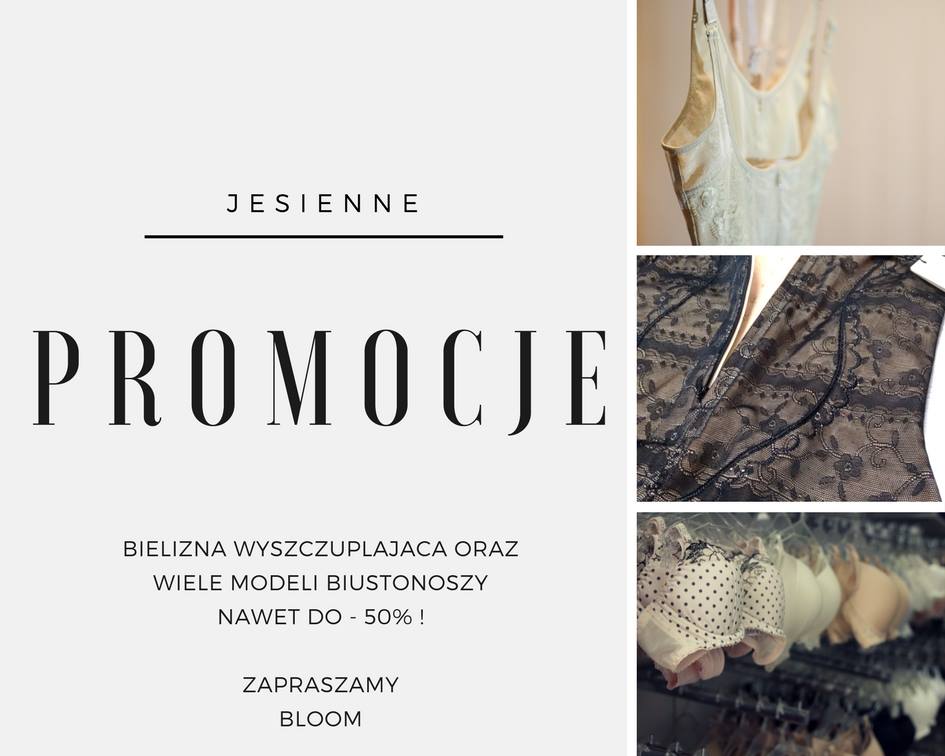 JESIENNE
PROMOCJE
BIELIZNA WYSZCZUPLAJACA ORAZ
WIELE MODELI BIUSTONOSZY
NAWET DO - 50% !
ZAPRASZAMY
BLOOM